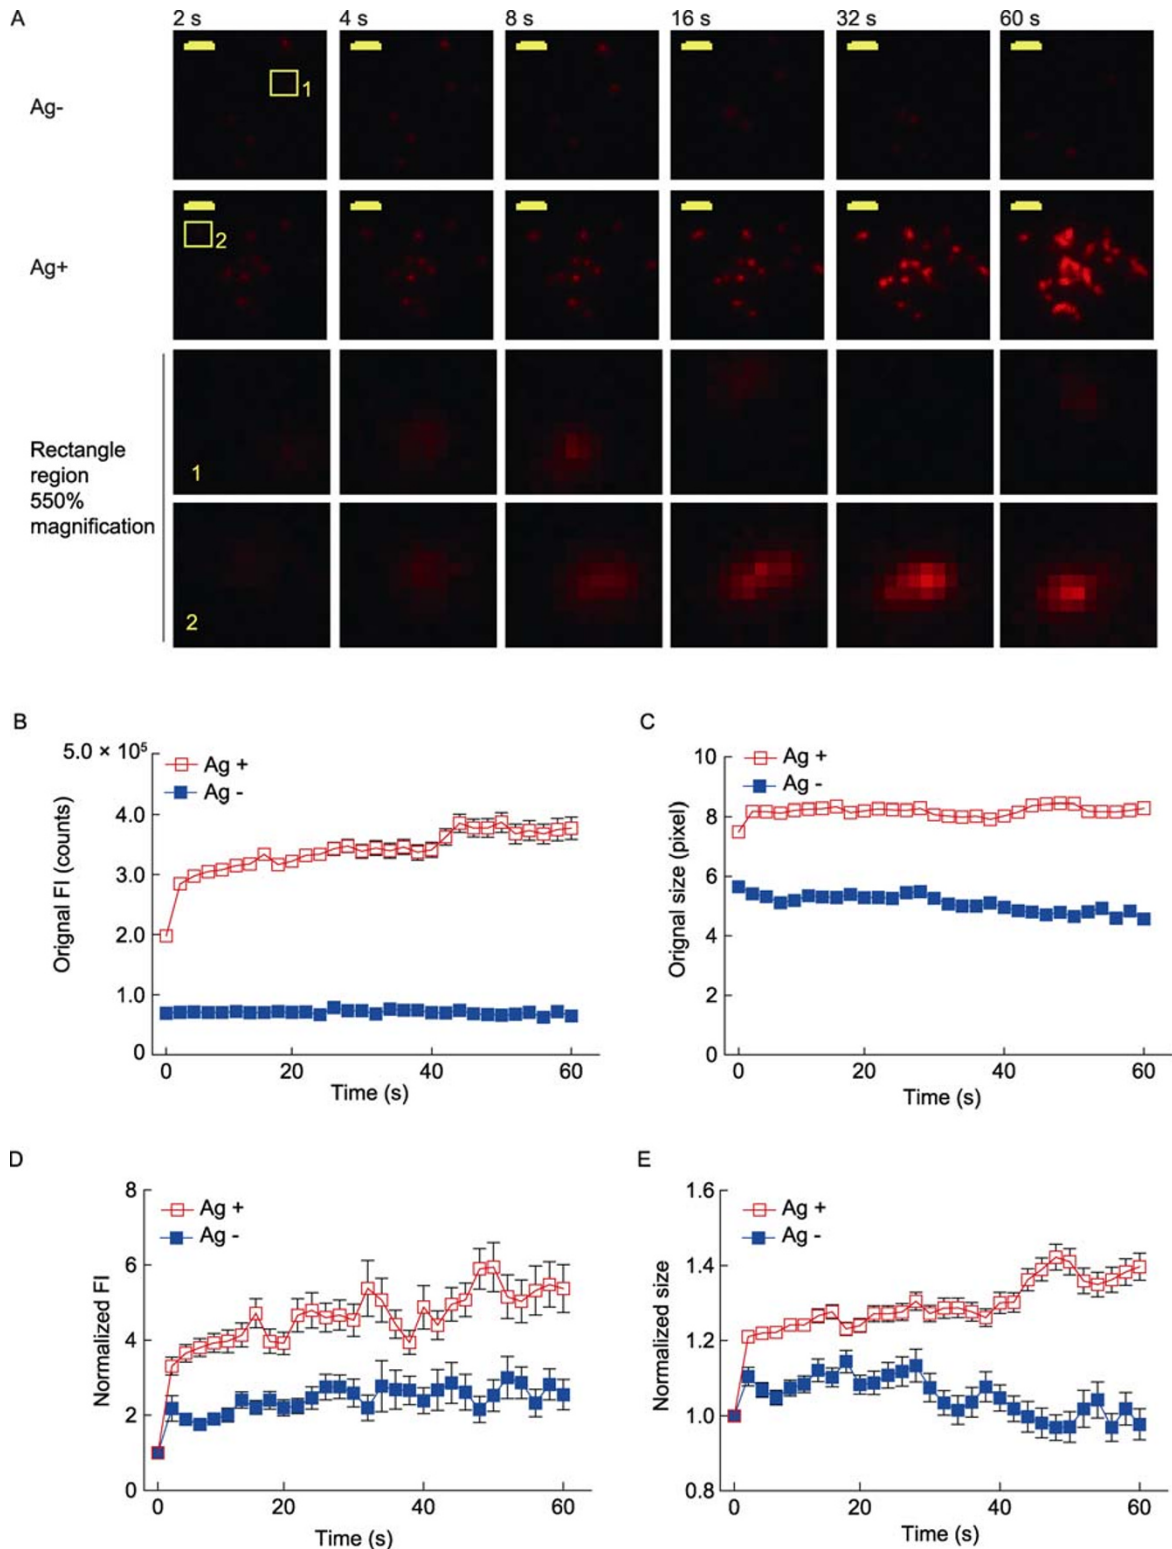 A
2 s 4 s 8 s 16 s 32 s 60 s
Ag-
1
Ag+
2
Rectangle
region
550%
magnification
1
2
B
5.0 × 10⁵
4.0
3.0
2.0
1.0
0
Orignal FI (counts)
Ag +
Ag -
0 20 40 60
Time (s)
C
10
8
6
4
2
0
Orignal size (pixel)
Ag +
Ag -
0 20 40 60
Time (s)
D
8
6
4
2
0
Normalized FI
Ag +
Ag -
0 20 40 60
Time (s)
E
1.6
1.4
1.2
1.0
0.8
Normalized size
Ag +
Ag -
0 20 40 60
Time (s)